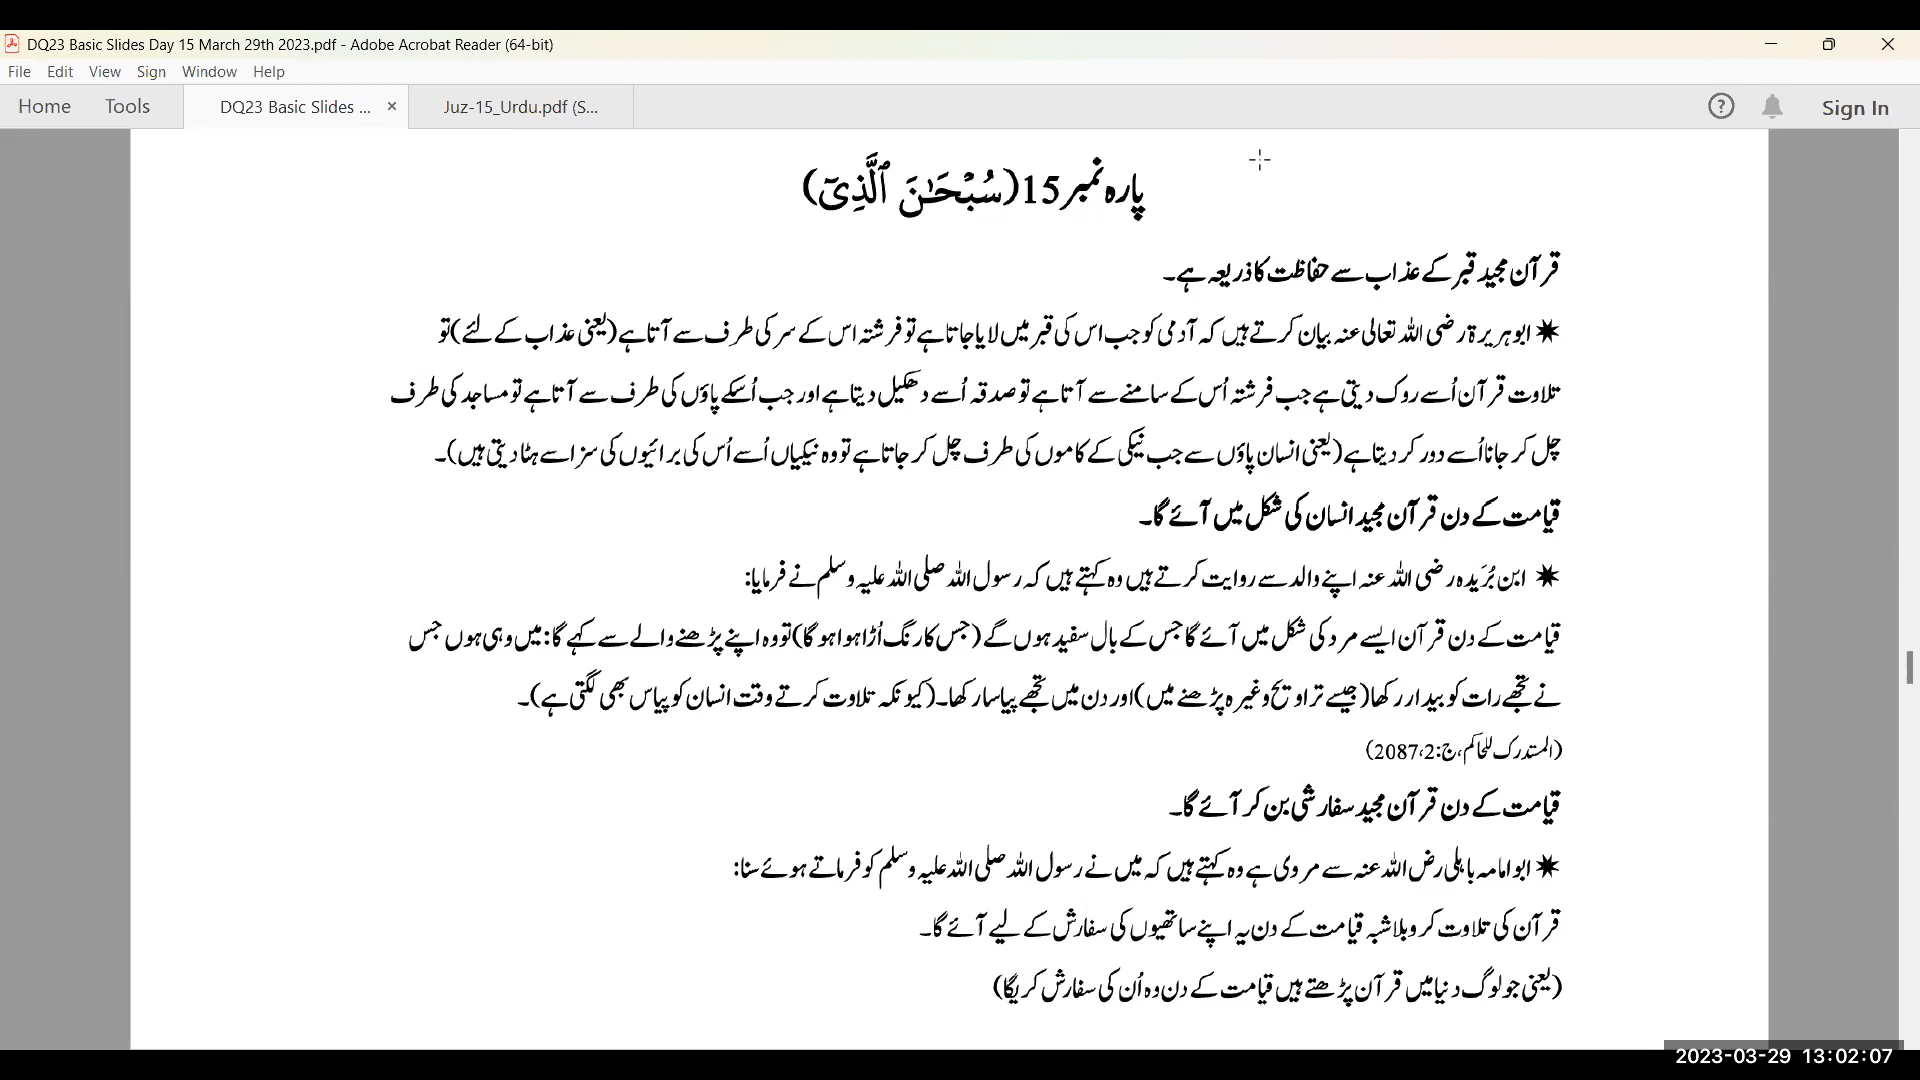 DQ23 Basic Slides Day 15 March 29th 2023.pdf - Adobe Acrobat Reader (64-bit)
File Edit View Sign Window Help
Home Tools DQ23 Basic Slides ... × Juz-15_Urdu.pdf (S... ? Sign In
پارہ نمبر 15 (سُبْحَـٰنَ ٱلَّذِىٓ)
قرآن مجید قبر کے عذاب سے حفاظت کا ذریعہ ہے۔
✷ ابو ہریرۃ رضی اللہ تعالی عنہ بیان کرتے ہیں کہ آدمی کو جب اس کی قبر میں لایا جاتا ہے تو فرشتہ اس کے سر کی طرف سے آتا ہے (یعنی عذاب کے لئے) تو
تلاوت قرآن اُسے روک دیتی ہے جب فرشتہ اُس کے سامنے سے آتا ہے تو صدقہ اُسے دھکیل دیتا ہے اور جب اُسکے پاؤں کی طرف سے آتا ہے تو مساجد کی طرف
چل کر جانا اُسے دور کر دیتا ہے (یعنی انسان پاؤں سے جب نیکی کے کاموں کی طرف چل کر جاتا ہے تو وہ نیکیاں اُسے اُس کی برائیوں کی سزا سے ہٹا دیتی ہیں)۔
قیامت کے دن قرآن مجید انسان کی شکل میں آئے گا۔
✷ ابن بُرَیدہ رضی اللہ عنہ اپنے والد سے روایت کرتے ہیں وہ کہتے ہیں کہ رسول اللہ صلی اللہ علیہ وسلم نے فرمایا:
قیامت کے دن قرآن ایسے مرد کی شکل میں آئے گا جس کے بال سفید ہوں گے (جس کا رنگ اُڑا ہوا ہو گا) تو وہ اپنے پڑھنے والے سے کہے گا: میں وہی ہوں جس
نے تجھے رات کو بیدار رکھا (جیسے تراویح وغیرہ پڑھنے میں) اور دن میں تجھے پیاسا رکھا۔ (کیونکہ تلاوت کرتے وقت انسان کو پیاس بھی لگتی ہے)۔
(المستدرک للحاکم، ج:2، 2087)
قیامت کے دن قرآن مجید سفارشی بن کر آئے گا۔
✷ ابو امامہ باہلی رض اللہ عنہ سے مروی ہے وہ کہتے ہیں کہ میں نے رسول اللہ صلی اللہ علیہ وسلم کو فرماتے ہوئے سنا:
قرآن کی تلاوت کرو بلاشبہ قیامت کے دن یہ اپنے ساتھیوں کی سفارش کے لیے آئے گا۔
(یعنی جو لوگ دنیا میں قرآن پڑھتے ہیں قیامت کے دن وہ اُن کی سفارش کریگا)
2023-03-29 13:02:07